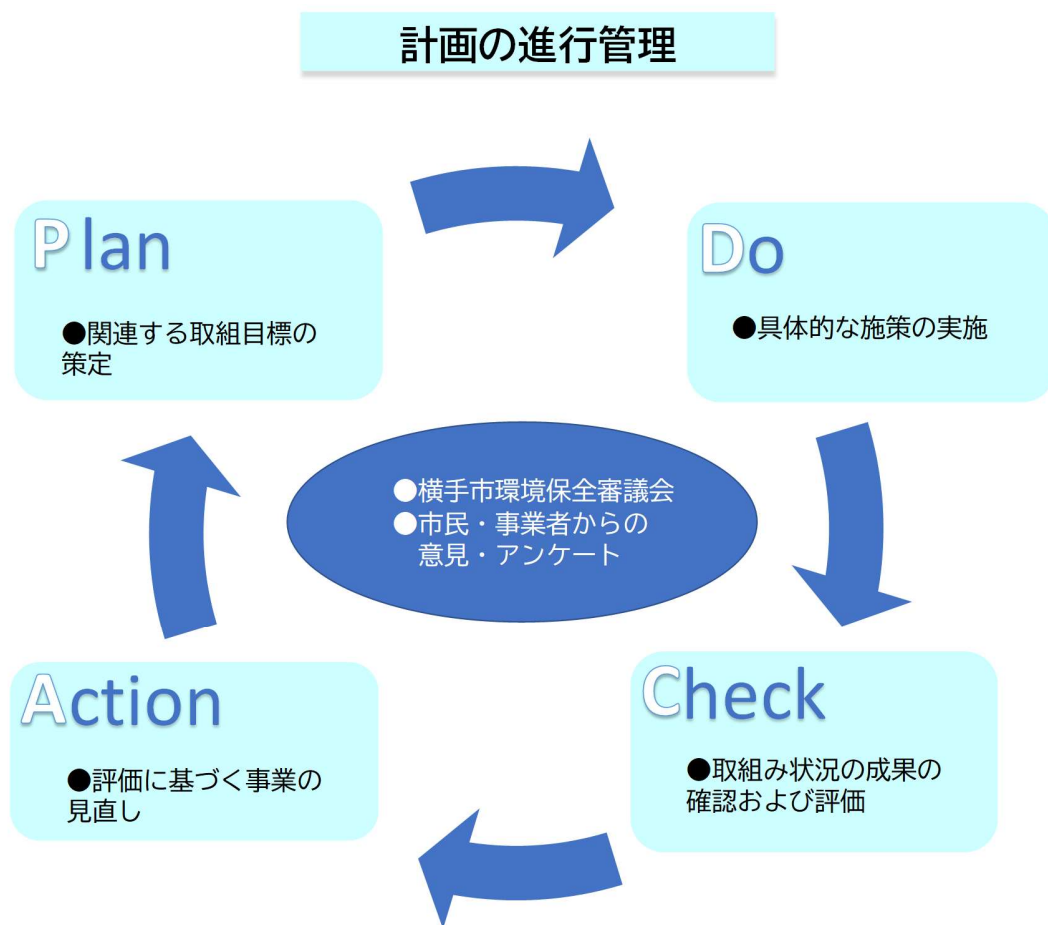 計画の進行管理
Plan
●関連する取組目標の
策定
Do
●具体的な施策の実施
●横手市環境保全審議会
●市民・事業者からの
意見・アンケート
Action
●評価に基づく事業の
見直し
Check
●取組み状況の成果の
確認および評価